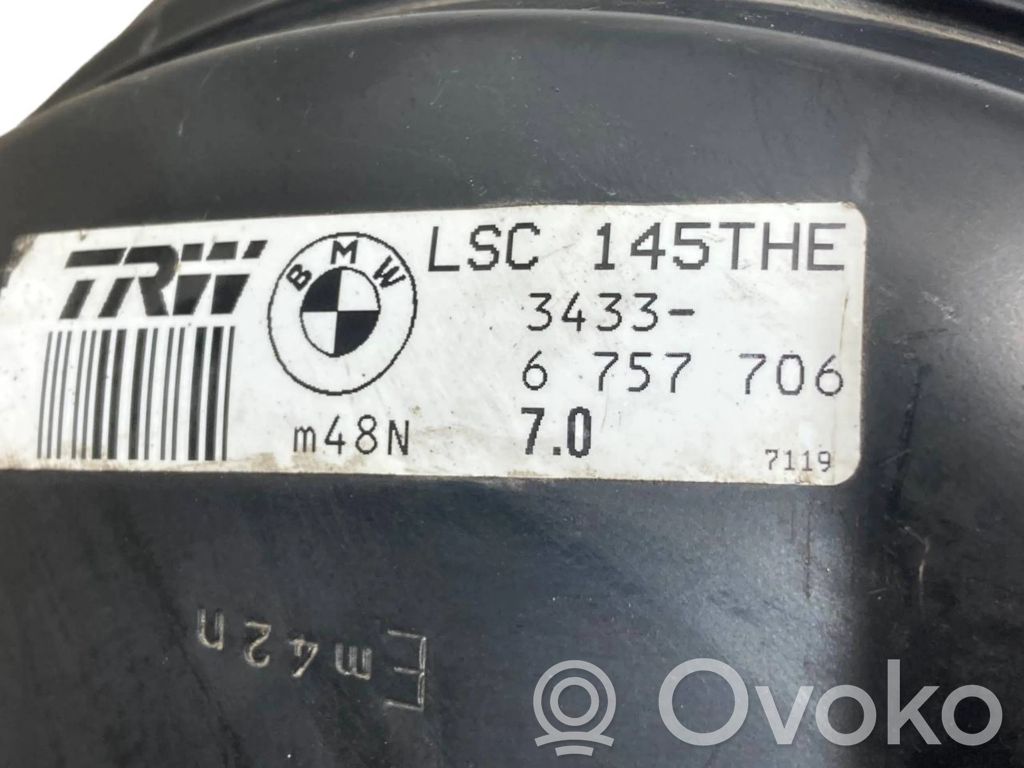 TRW
BMW
LSC 145THE
3433-
6 757 706
m48N
7.0
7119
Em42n
Ovoko